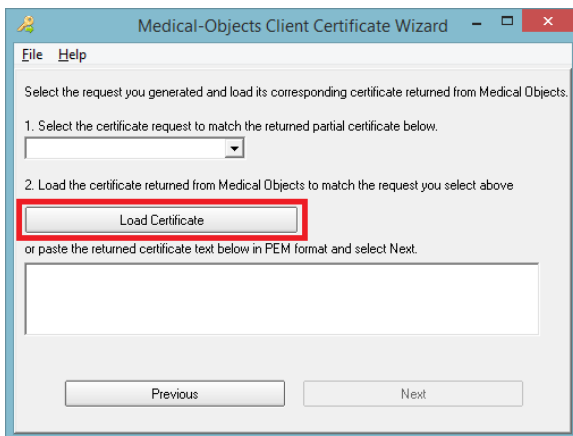 Medical-Objects Client Certificate Wizard
File Help
Select the request you generated and load its corresponding certificate returned from Medical Objects.
1. Select the certificate request to match the returned partial certificate below.
2. Load the certificate returned from Medical Objects to match the request you select above
Load Certificate
or paste the returned certificate text below in PEM format and select Next.
Previous Next